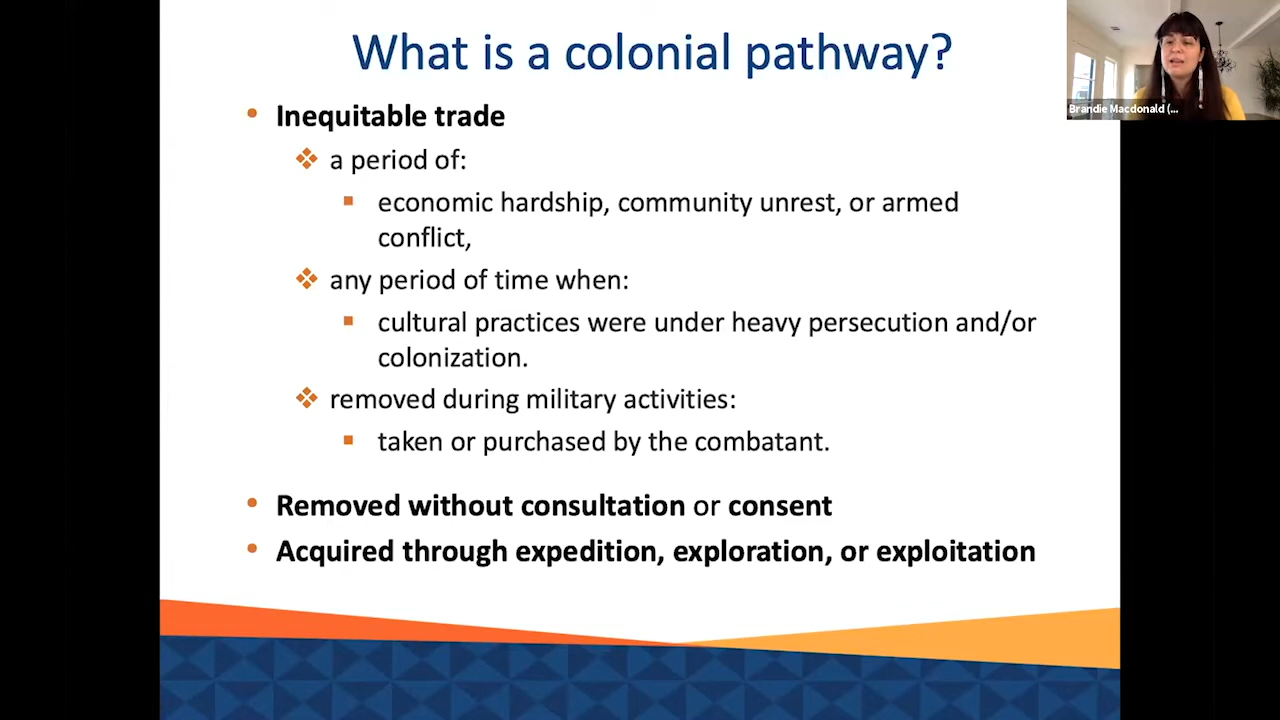 What is a colonial pathway?
Brandie Macdonald (...
• Inequitable trade
❖ a period of:
▪ economic hardship, community unrest, or armed
conflict,
❖ any period of time when:
▪ cultural practices were under heavy persecution and/or
colonization.
❖ removed during military activities:
▪ taken or purchased by the combatant.
• Removed without consultation or consent
• Acquired through expedition, exploration, or exploitation